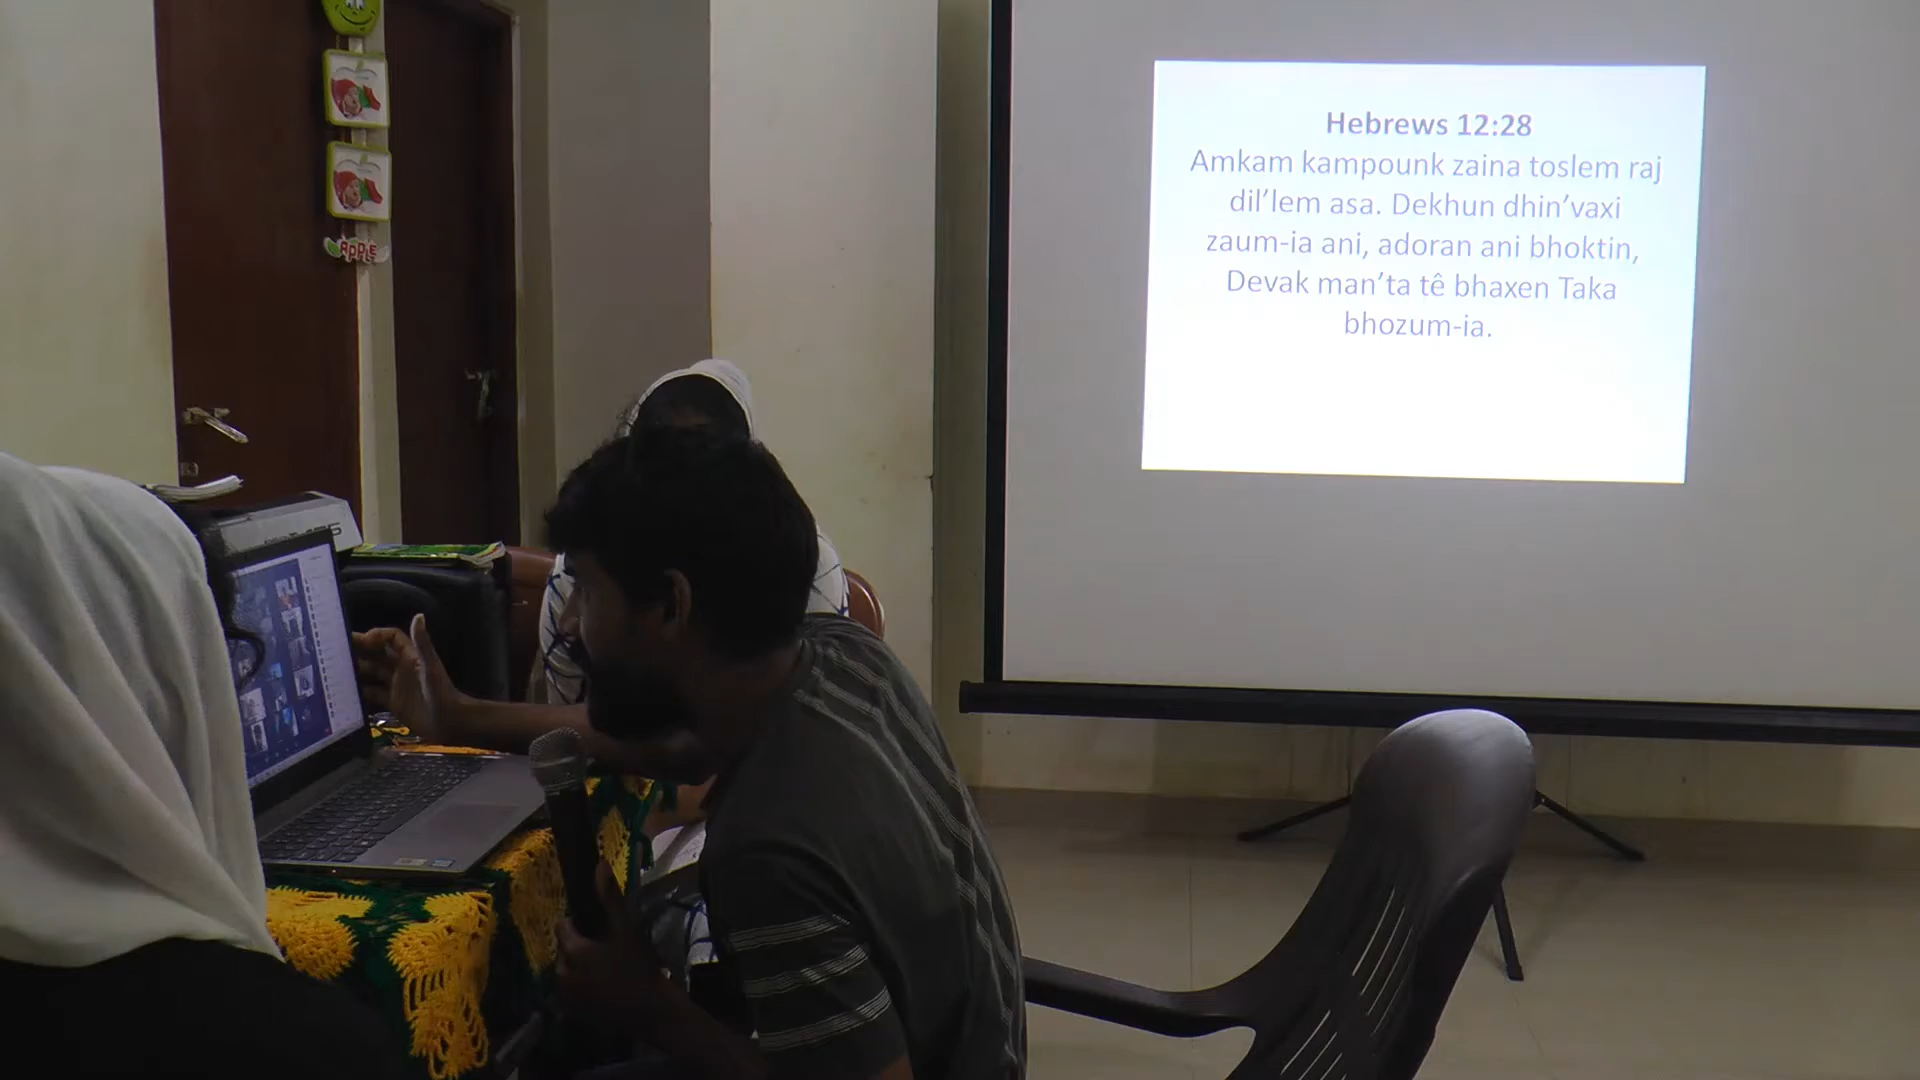 APPLE
Hebrews 12:28
Amkam kampounk zaina toslem raj
dil’lem asa. Dekhun dhin’vaxi
zaum-ia ani, adoran ani bhoktin,
Devak man’ta tê bhaxen Taka
bhozum-ia.